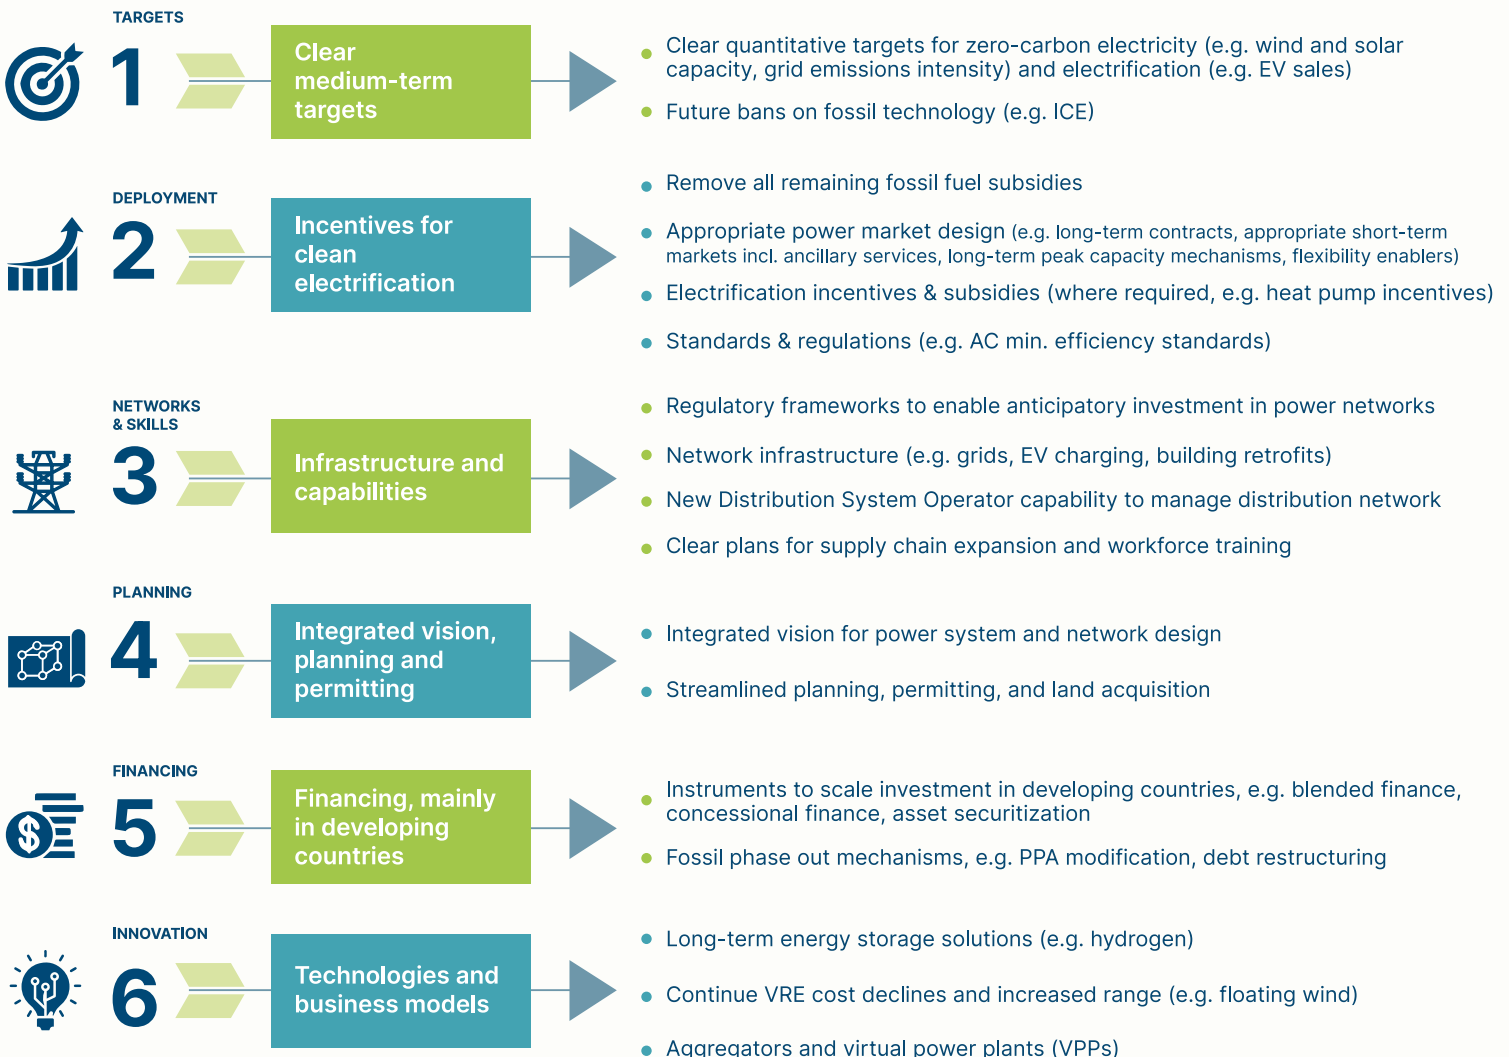 TARGETS
1
Clear
medium-term
targets
Clear quantitative targets for zero-carbon electricity (e.g. wind and solar
capacity, grid emissions intensity) and electrification (e.g. EV sales)
Future bans on fossil technology (e.g. ICE)
DEPLOYMENT
2
Incentives for
clean
electrification
Remove all remaining fossil fuel subsidies
Appropriate power market design (e.g. long-term contracts, appropriate short-term
markets incl. ancillary services, long-term peak capacity mechanisms, flexibility enablers)
Electrification incentives & subsidies (where required, e.g. heat pump incentives)
Standards & regulations (e.g. AC min. efficiency standards)
NETWORKS
& SKILLS
3
Infrastructure and
capabilities
Regulatory frameworks to enable anticipatory investment in power networks
Network infrastructure (e.g. grids, EV charging, building retrofits)
New Distribution System Operator capability to manage distribution network
Clear plans for supply chain expansion and workforce training
PLANNING
4
Integrated vision,
planning and
permitting
Integrated vision for power system and network design
Streamlined planning, permitting, and land acquisition
FINANCING
5
Financing, mainly
in developing
countries
Instruments to scale investment in developing countries, e.g. blended finance,
concessional finance, asset securitization
Fossil phase out mechanisms, e.g. PPA modification, debt restructuring
INNOVATION
6
Technologies and
business models
Long-term energy storage solutions (e.g. hydrogen)
Continue VRE cost declines and increased range (e.g. floating wind)
Aggregators and virtual power plants (VPPs)